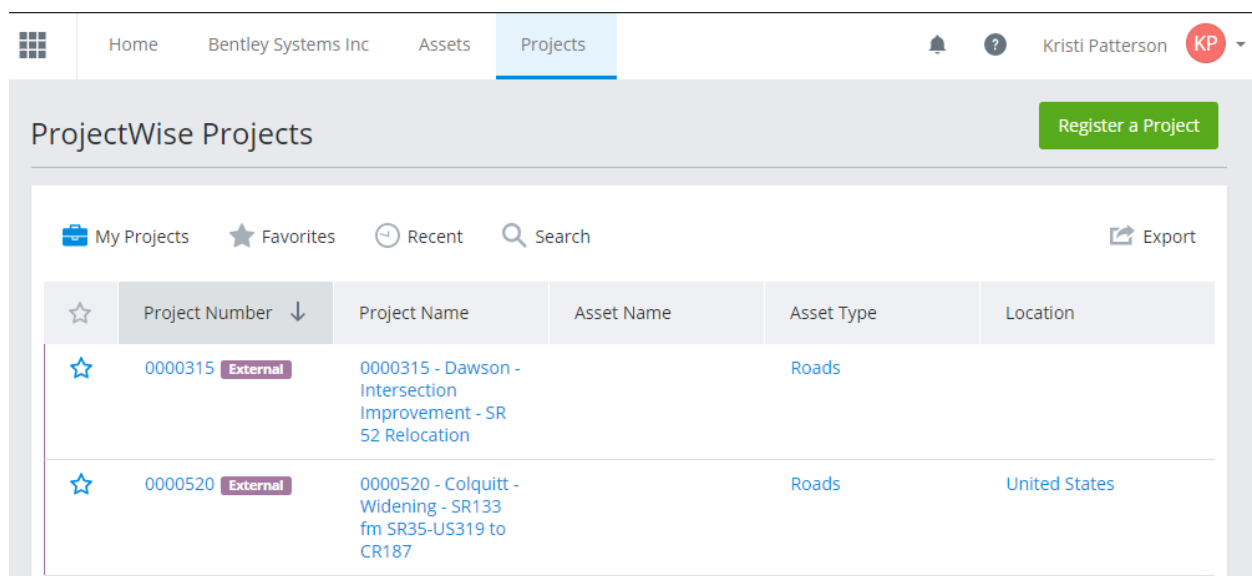 Home Bentley Systems Inc Assets Projects ? Kristi Patterson KP
ProjectWise Projects Register a Project
My Projects Favorites Recent Search Export
Project Number Project Name Asset Name Asset Type Location
0000315 External 0000315 - Dawson - Roads
Intersection
Improvement - SR
52 Relocation
0000520 External 0000520 - Colquitt - Roads United States
Widening - SR133
fm SR35-US319 to
CR187